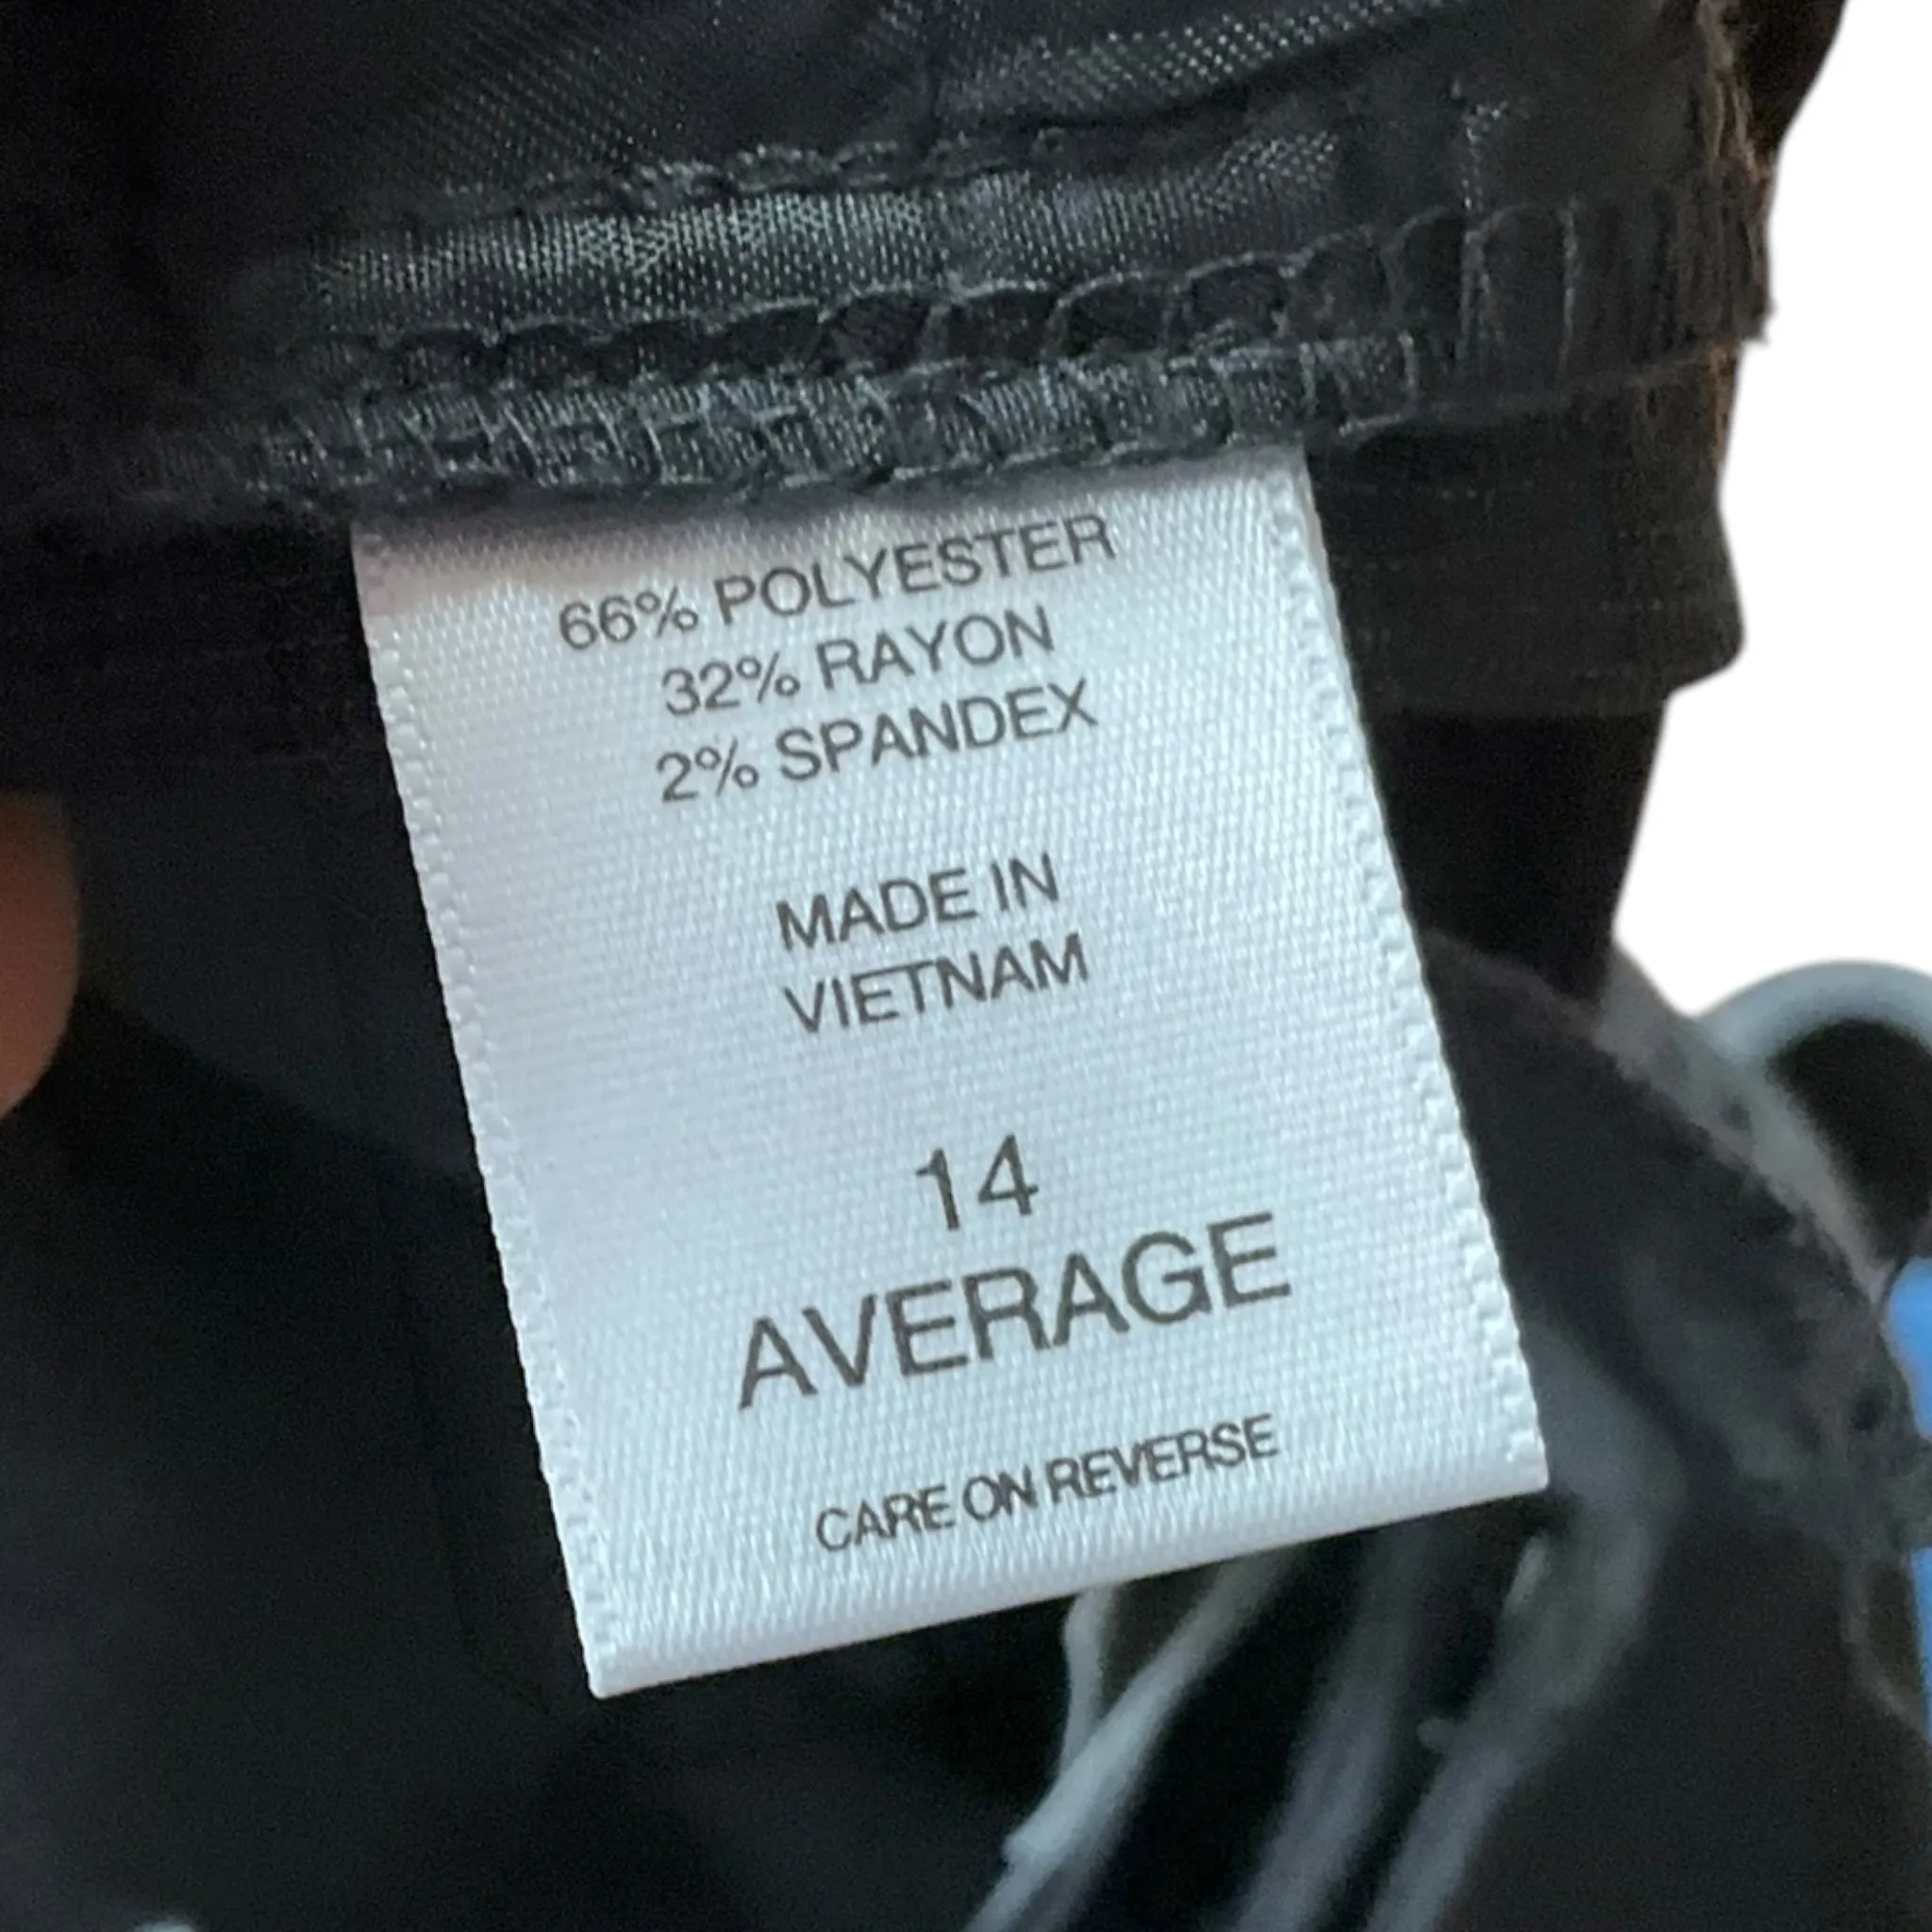 66% POLYESTER
32% RAYON
2% SPANDEX
MADE IN
VIETNAM
14
AVERAGE
CARE ON REVERSE